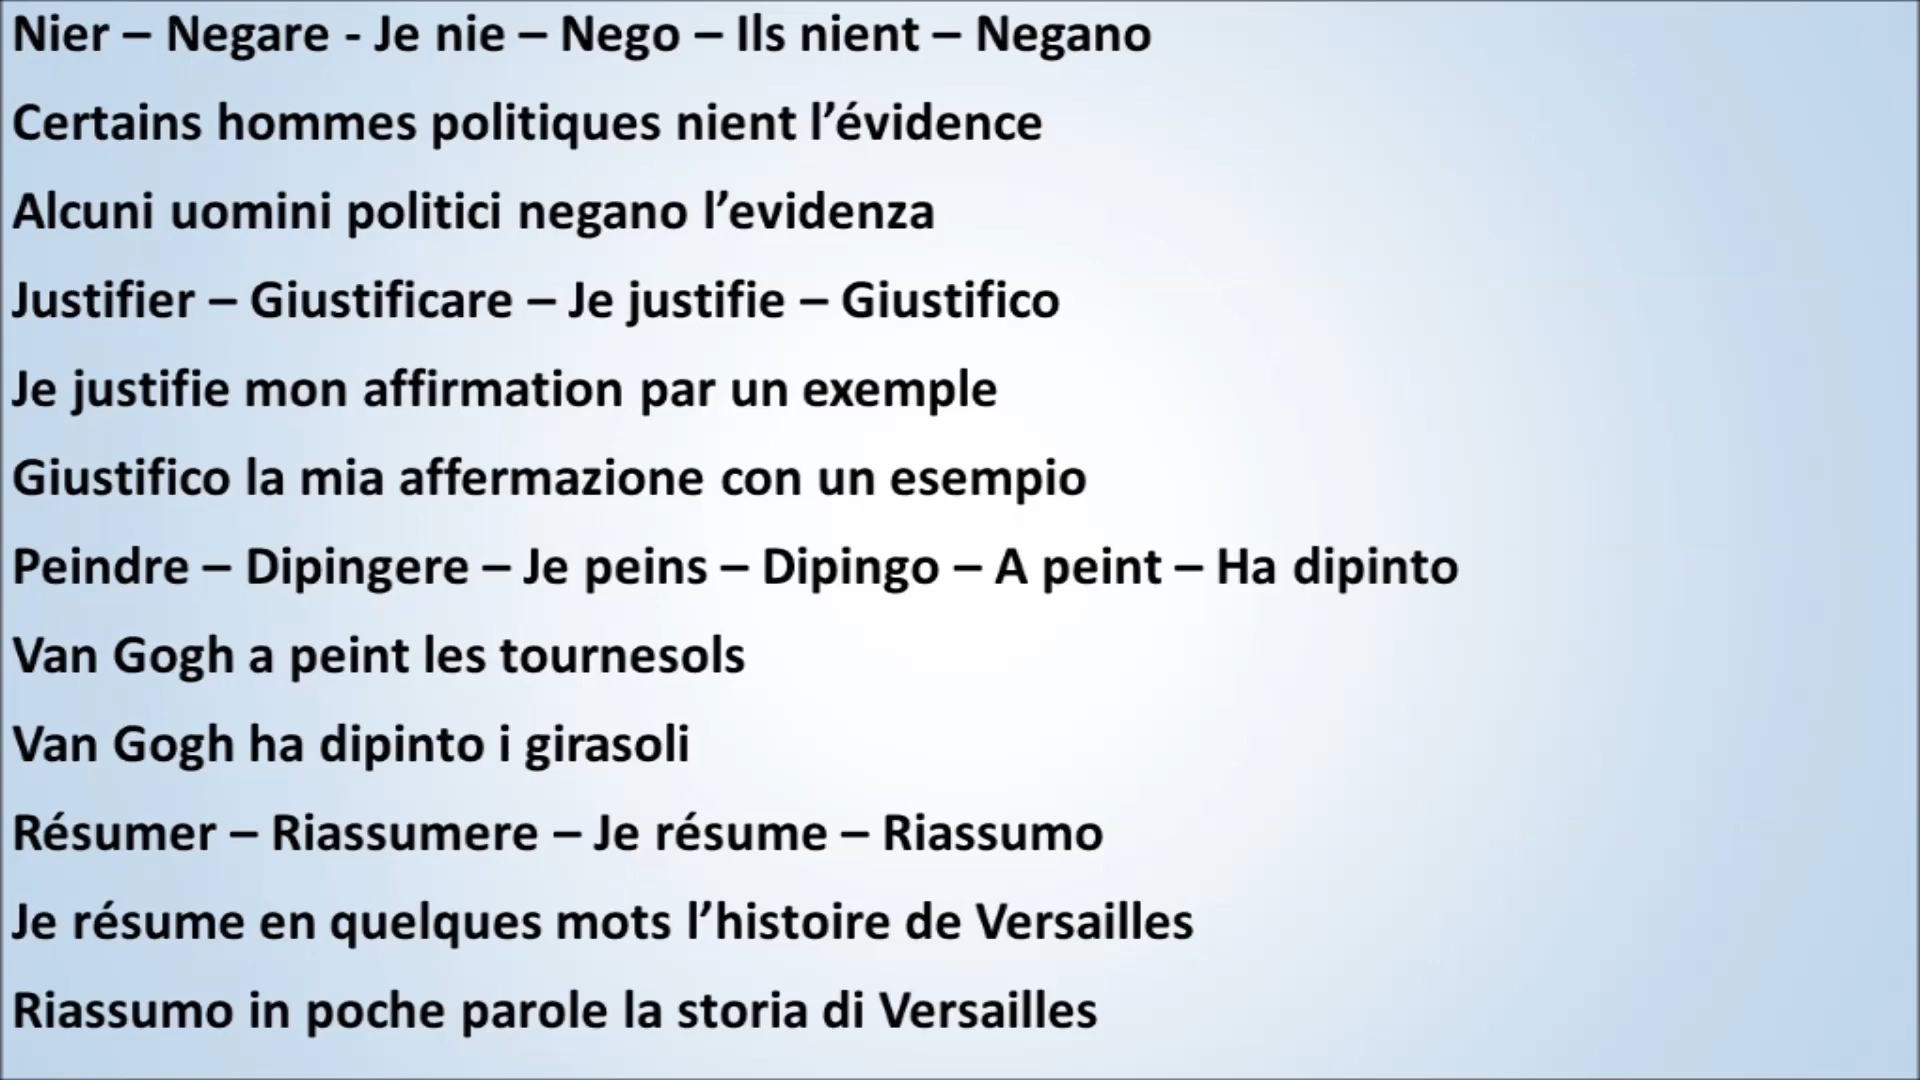 Nier – Negare - Je nie – Nego – Ils nient – Negano
Certains hommes politiques nient l’évidence
Alcuni uomini politici negano l’evidenza
Justifier – Giustificare – Je justifie – Giustifico
Je justifie mon affirmation par un exemple
Giustifico la mia affermazione con un esempio
Peindre – Dipingere – Je peins – Dipingo – A peint – Ha dipinto
Van Gogh a peint les tournesols
Van Gogh ha dipinto i girasoli
Résumer – Riassumere – Je résume – Riassumo
Je résume en quelques mots l’histoire de Versailles
Riassumo in poche parole la storia di Versailles